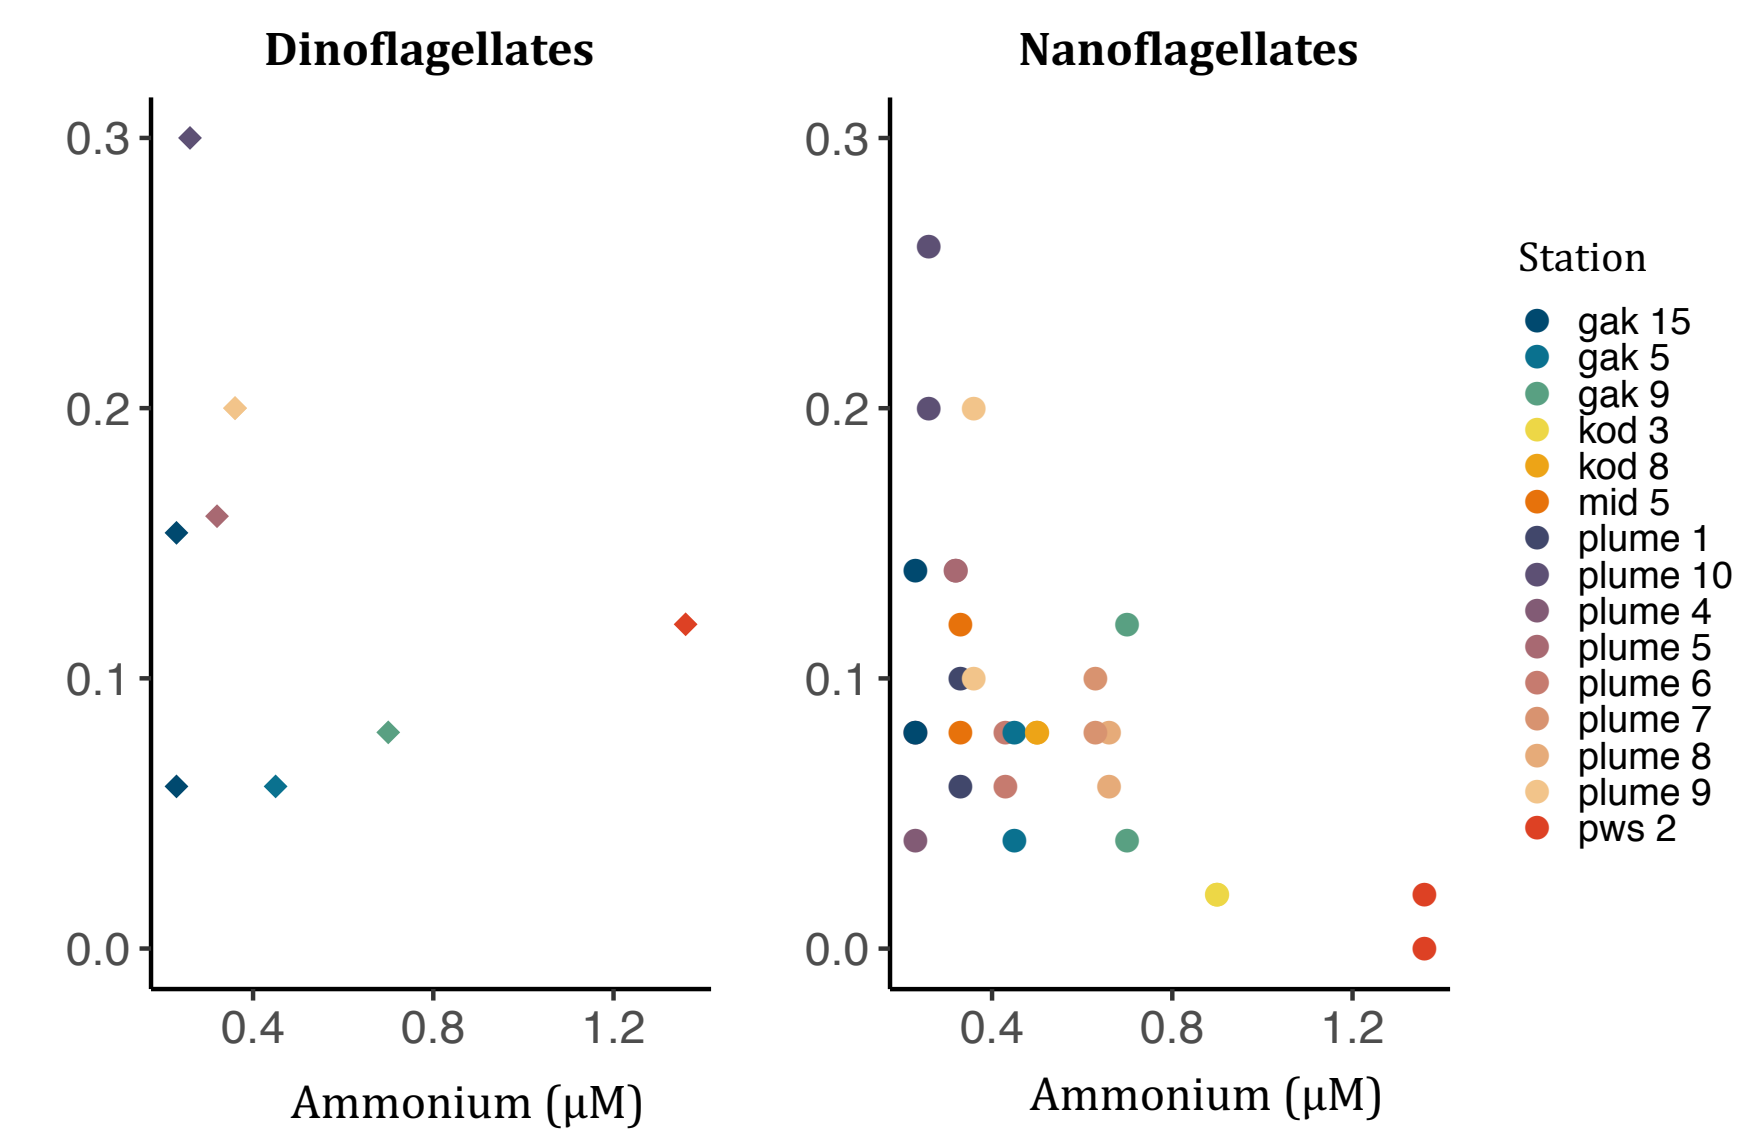 Dinoflagellates
0.3
0.2
0.1
0.0
0.4 0.8 1.2
Ammonium (μM)
Nanoflagellates
0.3
0.2
0.1
0.0
0.4 0.8 1.2
Ammonium (μM)
Station
gak 15
gak 5
gak 9
kod 3
kod 8
mid 5
plume 1
plume 10
plume 4
plume 5
plume 6
plume 7
plume 8
plume 9
pws 2